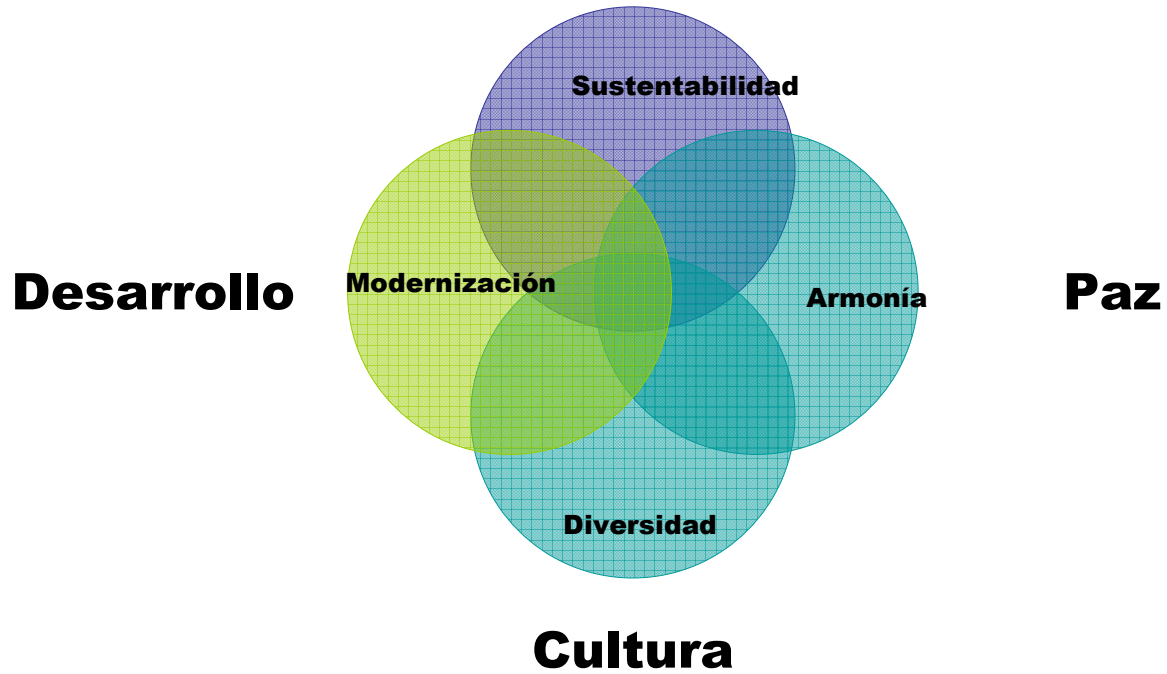 Sustentabilidad
Desarrollo
Modernización
Armonía
Paz
Diversidad
Cultura